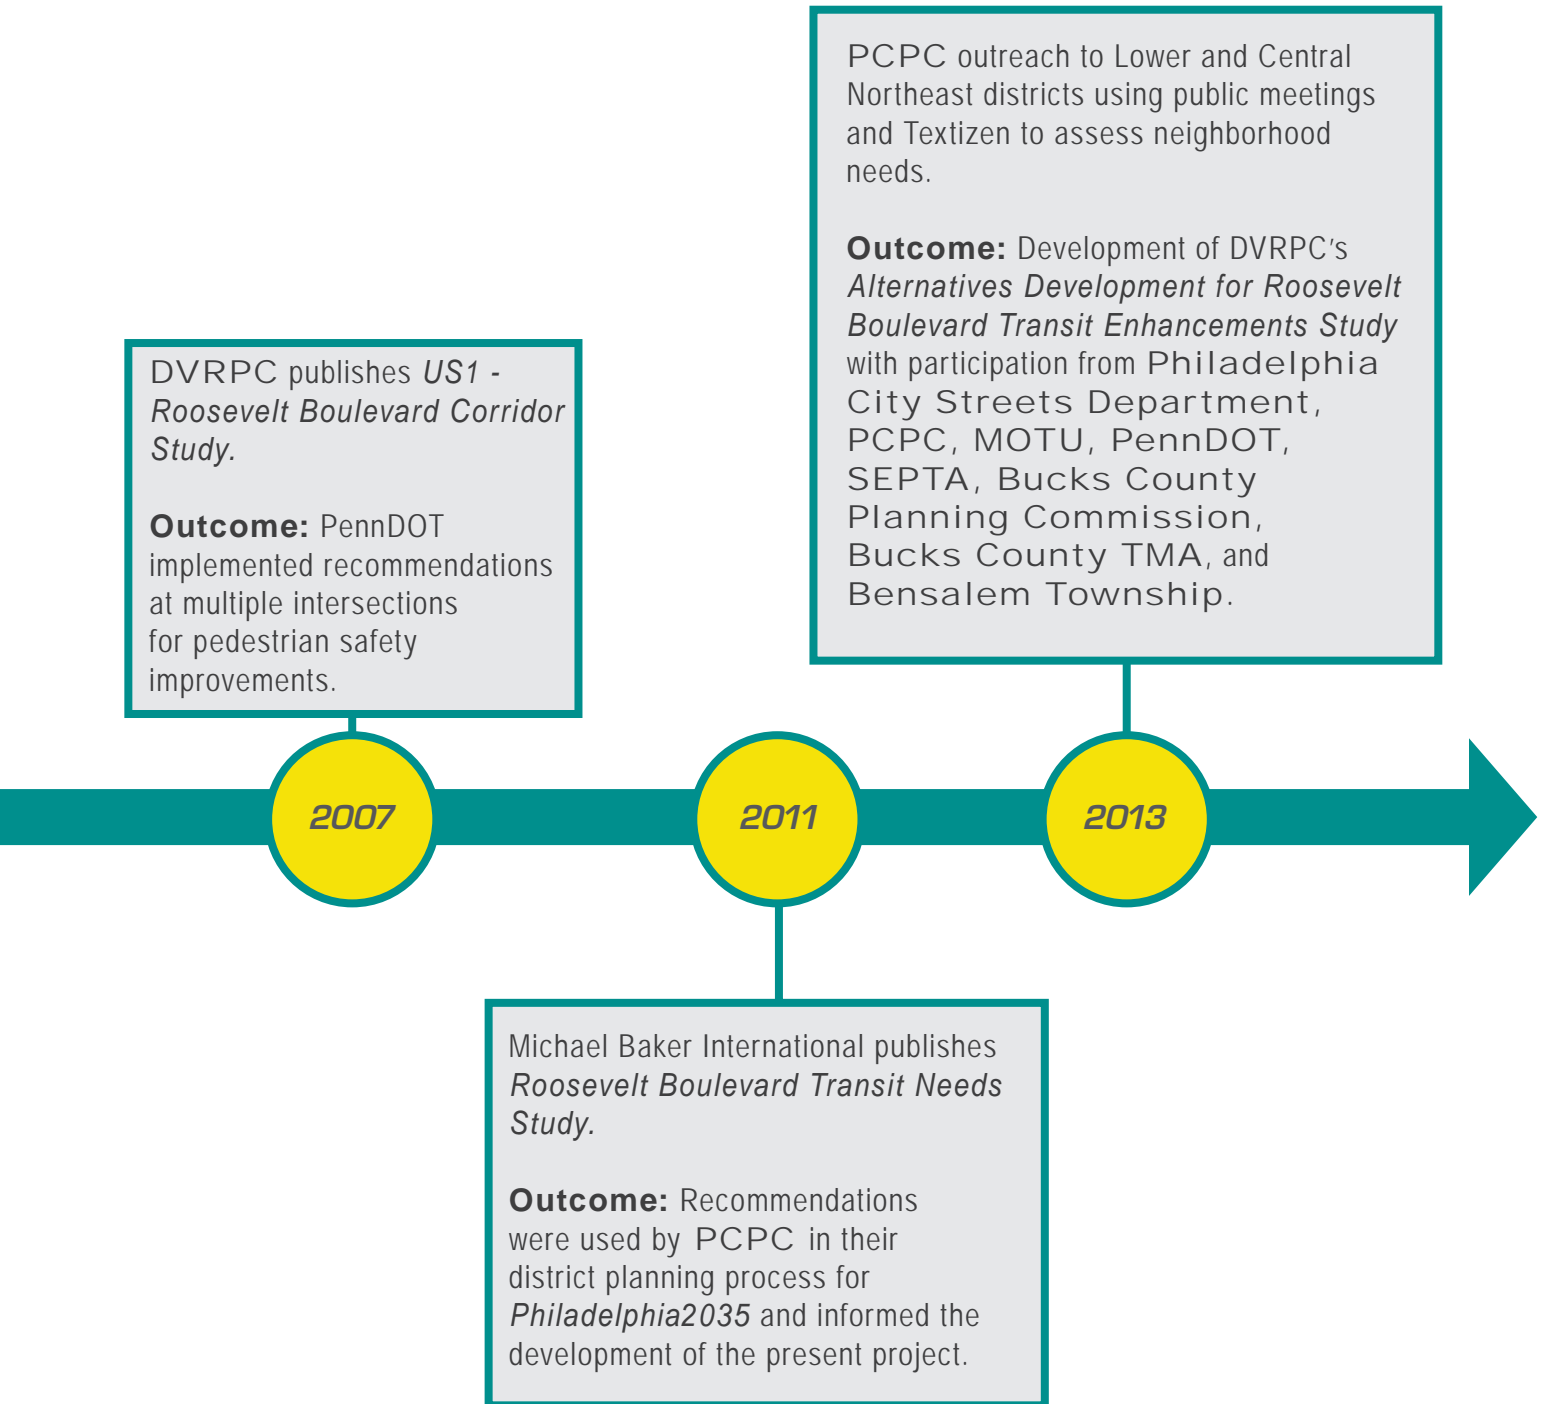 PCPC outreach to Lower and Central
Northeast districts using public meetings
and Textizen to assess neighborhood
needs.
Outcome: Development of DVRPC's
Alternatives Development for Roosevelt
Boulevard Transit Enhancements Study
with participation from Philadelphia
City Streets Department,
PCPC, MOTU, PennDOT,
SEPTA, Bucks County
Planning Commission,
Bucks County TMA, and
Bensalem Township.
DVRPC publishes US1 -
Roosevelt Boulevard Corridor
Study.
Outcome: PennDOT
implemented recommendations
at multiple intersections
for pedestrian safety
improvements.
2007
2011
2013
Michael Baker International publishes
Roosevelt Boulevard Transit Needs
Study.
Outcome: Recommendations
were used by PCPC in their
district planning process for
Philadelphia2035 and informed the
development of the present project.